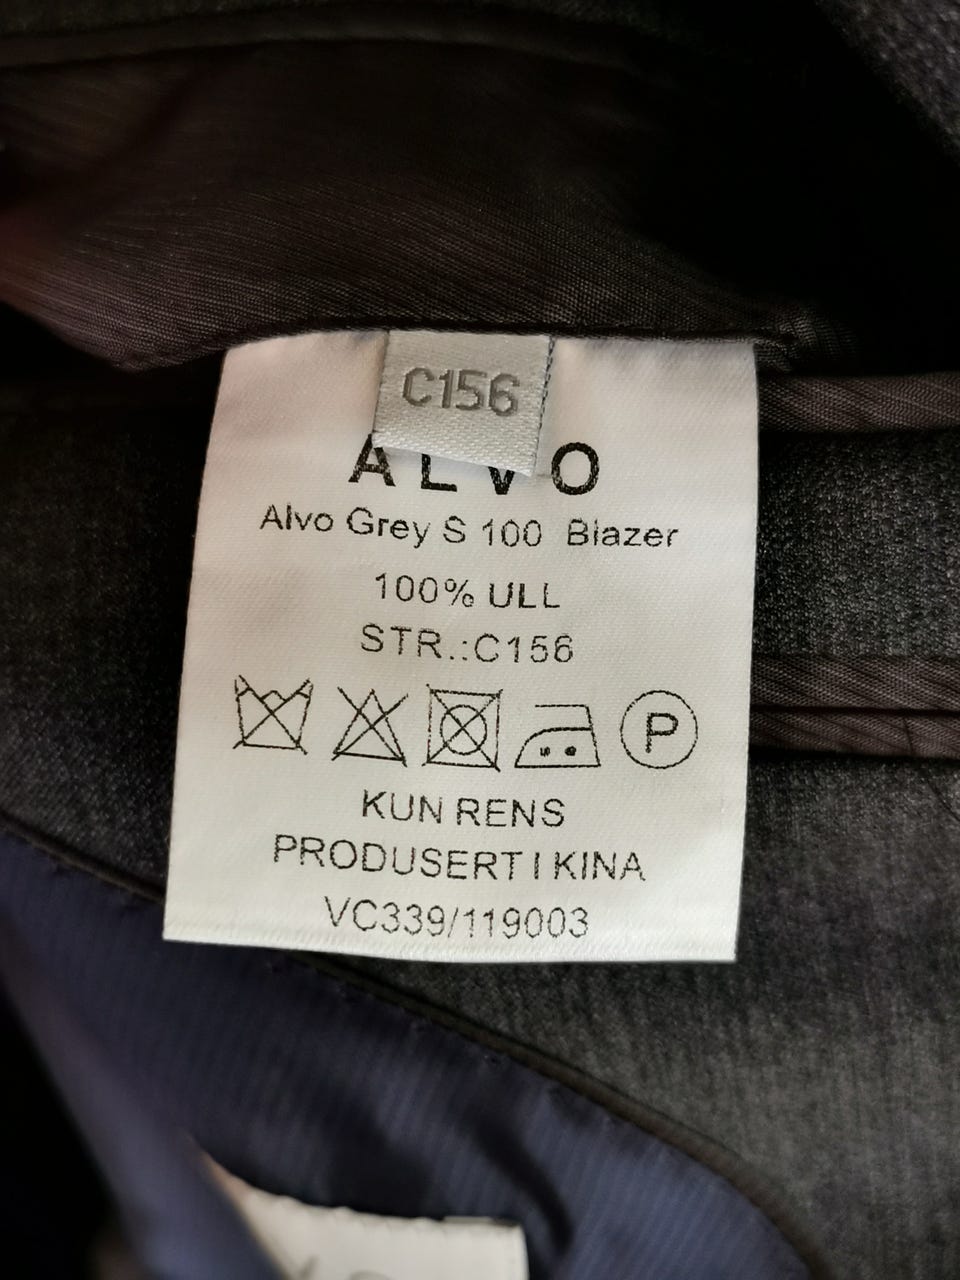 C156
ALVO
Alvo Grey S 100 Blazer
100% ULL
STR.:C156
P
KUN RENS
PRODUSERT I KINA
VC339/119003